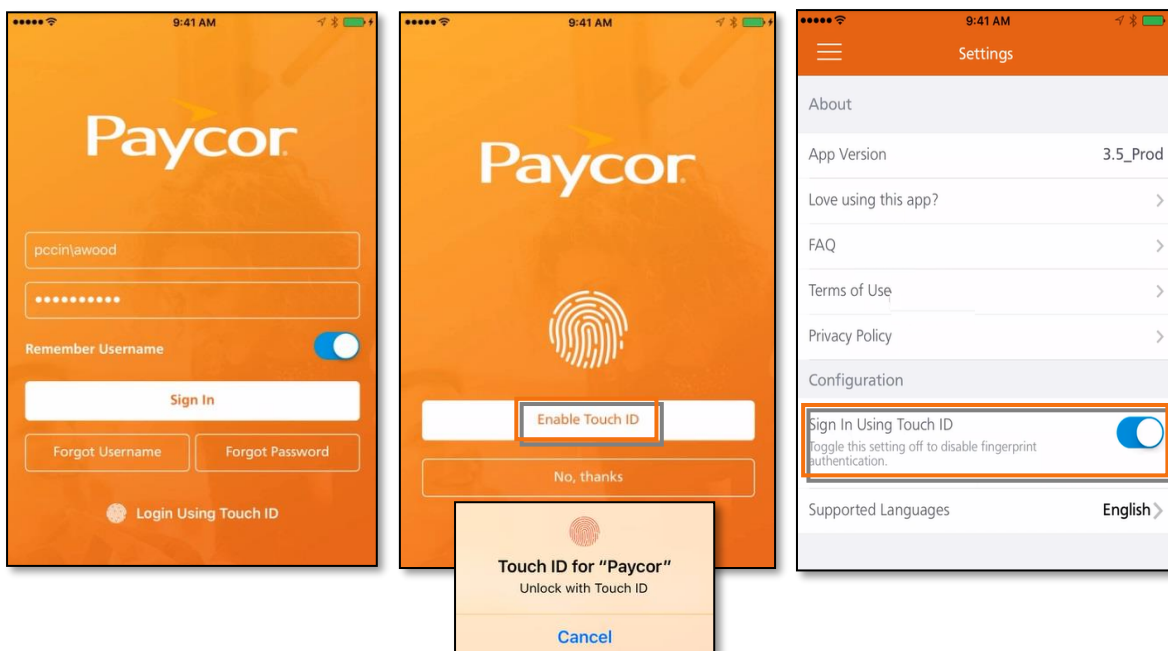 9:41 AM
Paycor
pccin\awood
••••••••••
Remember Username
Sign In
Forgot Username
Forgot Password
Login Using Touch ID
9:41 AM
Paycor
Enable Touch ID
No, thanks
Touch ID for "Paycor"
Unlock with Touch ID
Cancel
9:41 AM
Settings
About
App Version 3.5_Prod
Love using this app?
FAQ
Terms of Use
Privacy Policy
Configuration
Sign In Using Touch ID
Toggle this setting off to disable fingerprint
authentication.
Supported Languages English